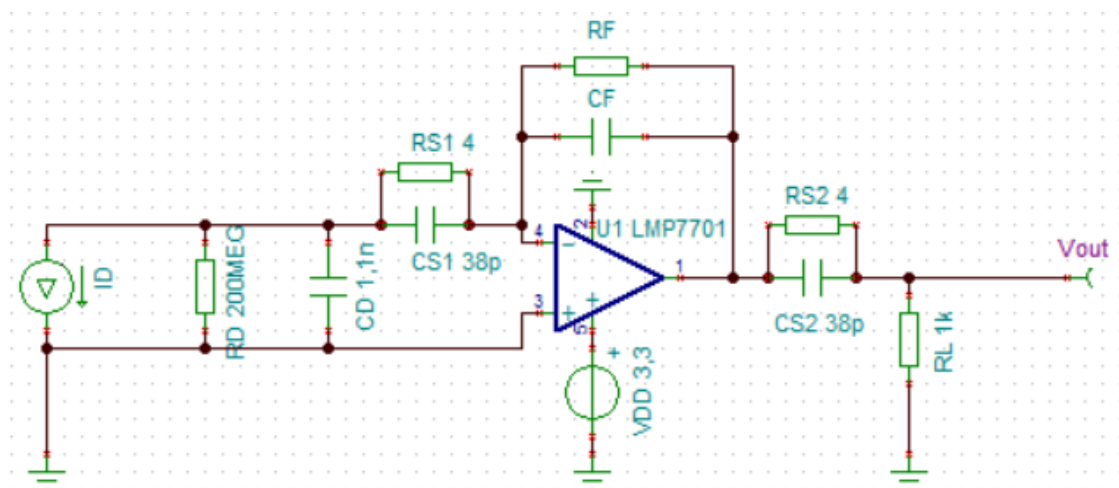 RF
CF
RS1 4
CS1 38p
ID
RD 200MEG
CD 1,1n
4
2
U1 LMP7701
3
1
5
VDD 3,3
RS2 4
CS2 38p
Vout
RL 1k